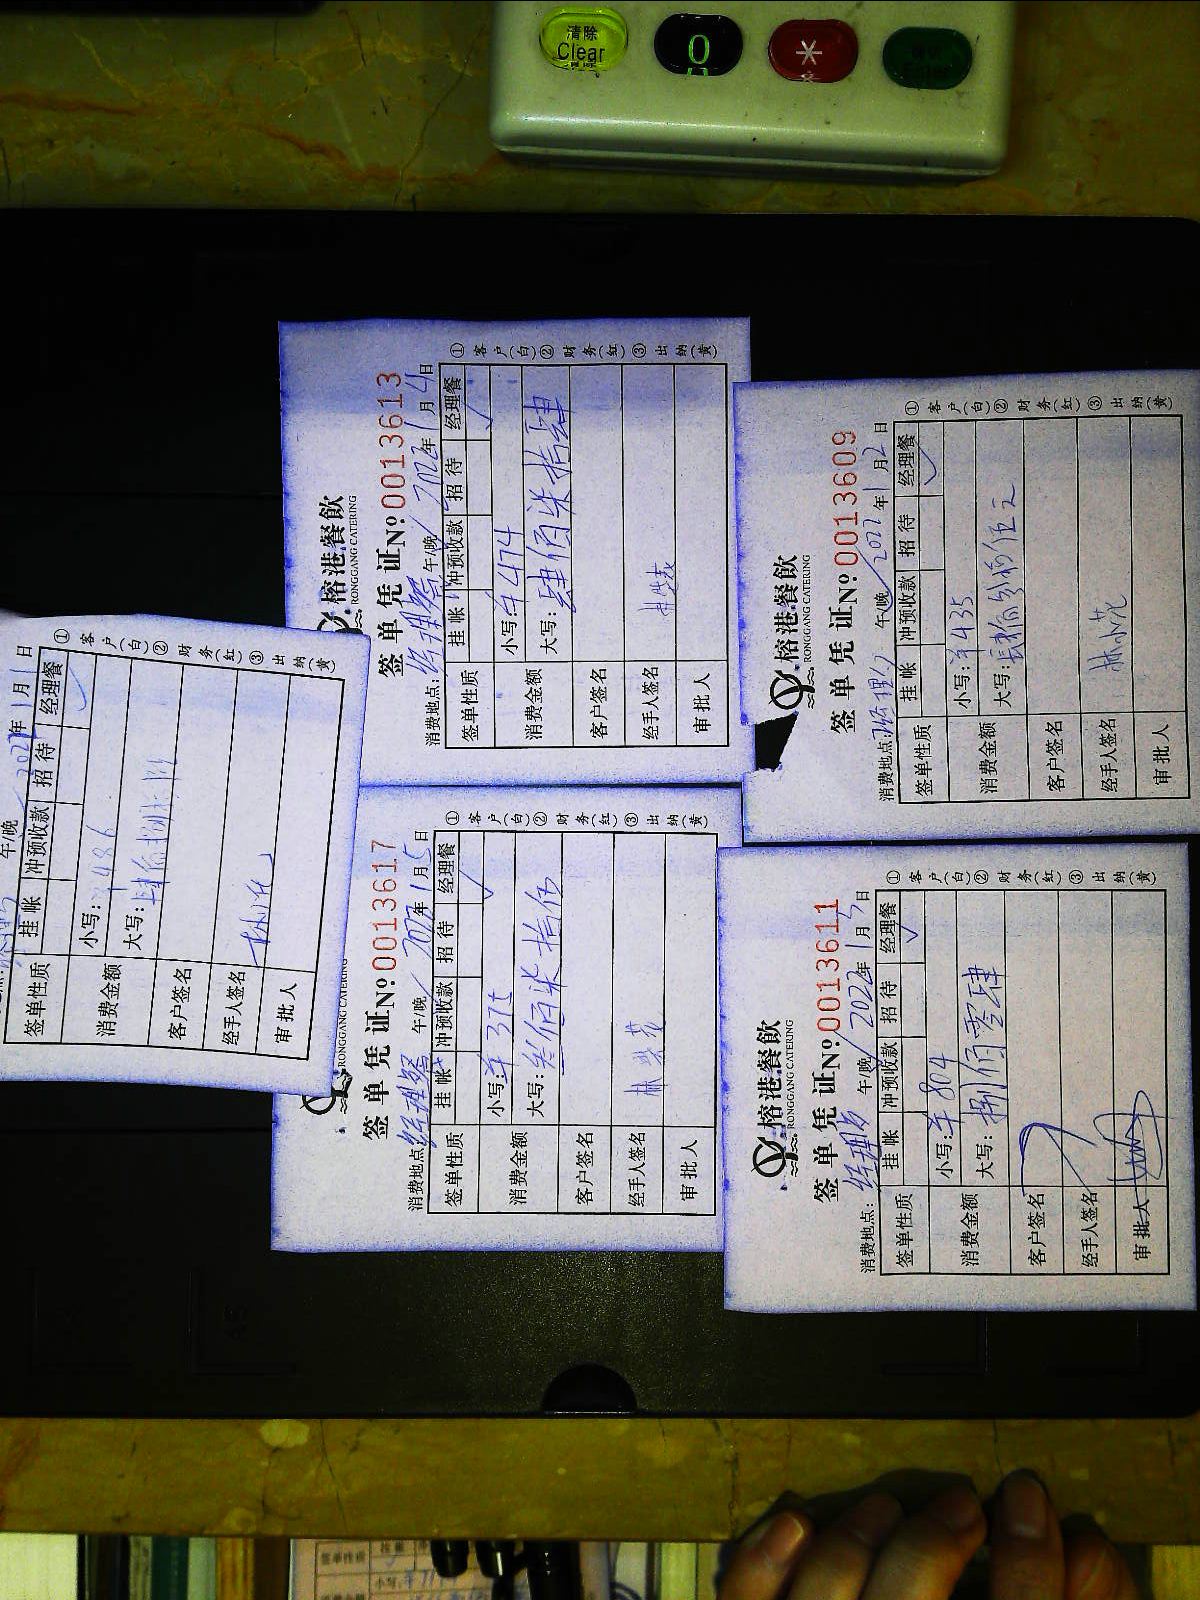 清除
Clear
0
*
榕港餐飲
RONGGANG CATERING
签单凭证 № 0013613
消费地点: 经理餐 午/晚 2022年1月4日
签单性质 挂帐 冲预收款 招待 经理餐 ✓
消费金额 小写: ¥474
大写: 肆佰柒拾肆
客户签名
经手人签名
审批人
①客户(白)②财务(红)③出纳(黄)
榕港餐飲
RONGGANG CATERING
签单凭证 № 0013609
消费地点: 午/晚 2022年1月2日
签单性质 挂帐 冲预收款 招待 经理餐 ✓
消费金额 小写: ¥435
大写:
客户签名
经手人签名
审批人
①客户(白)②财务(红)③出纳(黄)
午/晚 年1月1日
签单性质 挂帐 冲预收款 招待 经理餐 ✓
消费金额 小写: ¥486
大写:
客户签名
经手人签名
审批人
①客户(白)②财务(红)③出纳(黄)
RONGGANG CATERING
签单凭证 № 0013617
消费地点: 经理餐 午/晚 2022年1月5日
签单性质 挂帐 冲预收款 招待 经理餐 ✓
消费金额 小写: ¥375
大写: 叁佰柒拾伍
客户签名
经手人签名
审批人
①客户(白)②财务(红)③出纳(黄)
榕港餐飲
RONGGANG CATERING
签单凭证 № 0013611
消费地点: 经理 午/晚 2022年1月3日
签单性质 挂帐 冲预收款 招待 经理餐 ✓
消费金额 小写: ¥804
大写: 捌佰零肆
客户签名
经手人签名
审批人
①客户(白)②财务(红)③出纳(黄)